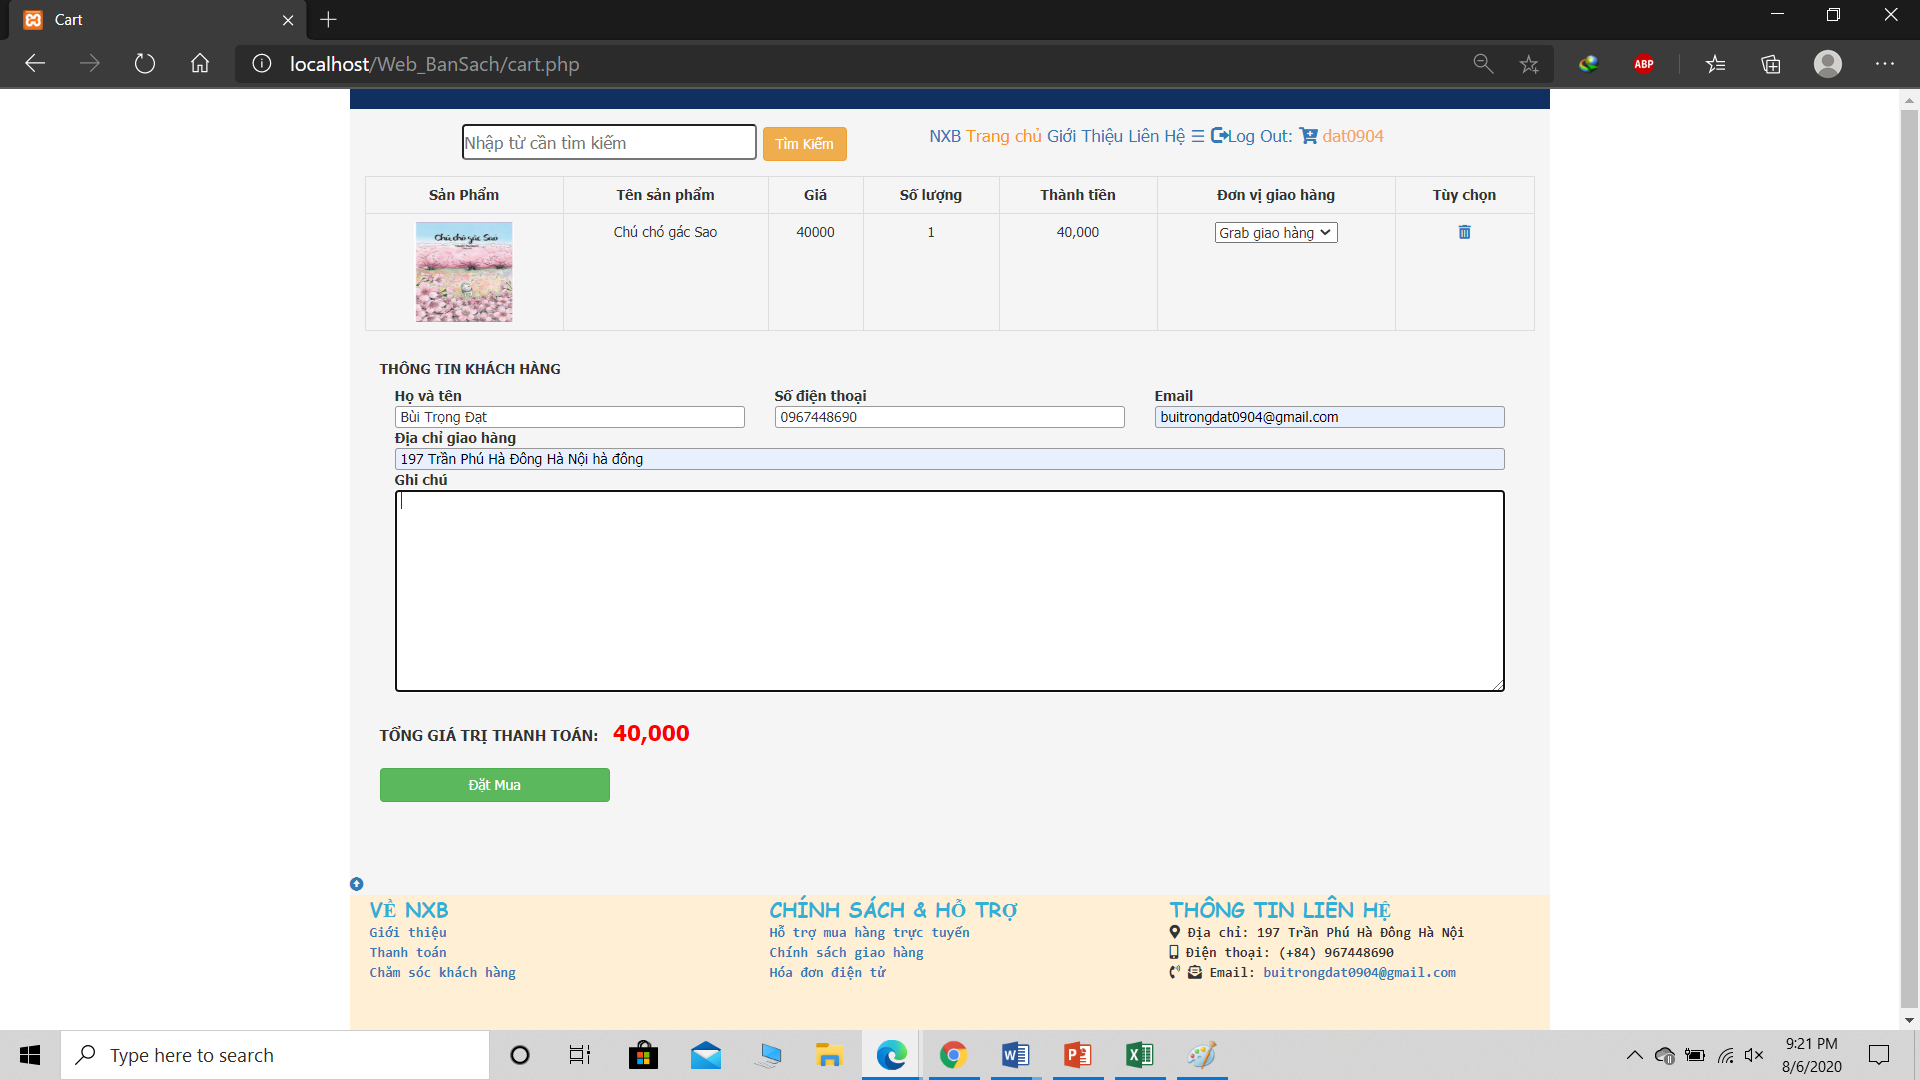 Cart
localhost/Web_BanSach/cart.php
ABP
Nhập từ cần tìm kiếm
Tìm Kiếm
NXB Trang chủ Giới Thiệu Liên Hệ ☰ Log Out: dat0904
Sản Phẩm Tên sản phẩm Giá Số lượng Thành tiền Đơn vị giao hàng Tùy chọn
Chú chó gác Sao
Chú chó gác Sao 40000 1 40,000 Grab giao hàng
THÔNG TIN KHÁCH HÀNG
Họ và tên Số điện thoại Email
Bùi Trọng Đạt 0967448690 buitrongdat0904@gmail.com
Địa chỉ giao hàng
197 Trần Phú Hà Đông Hà Nội hà đông
Ghi chú
TỔNG GIÁ TRỊ THANH TOÁN: 40,000
Đặt Mua
VỀ NXB
Giới thiệu
Thanh toán
Chăm sóc khách hàng
CHÍNH SÁCH & HỖ TRỢ
Hỗ trợ mua hàng trực tuyến
Chính sách giao hàng
Hóa đơn điện tử
THÔNG TIN LIÊN HỆ
Địa chỉ: 197 Trần Phú Hà Đông Hà Nội
Điện thoại: (+84) 967448690
Email: buitrongdat0904@gmail.com
Type here to search
9:21 PM
8/6/2020